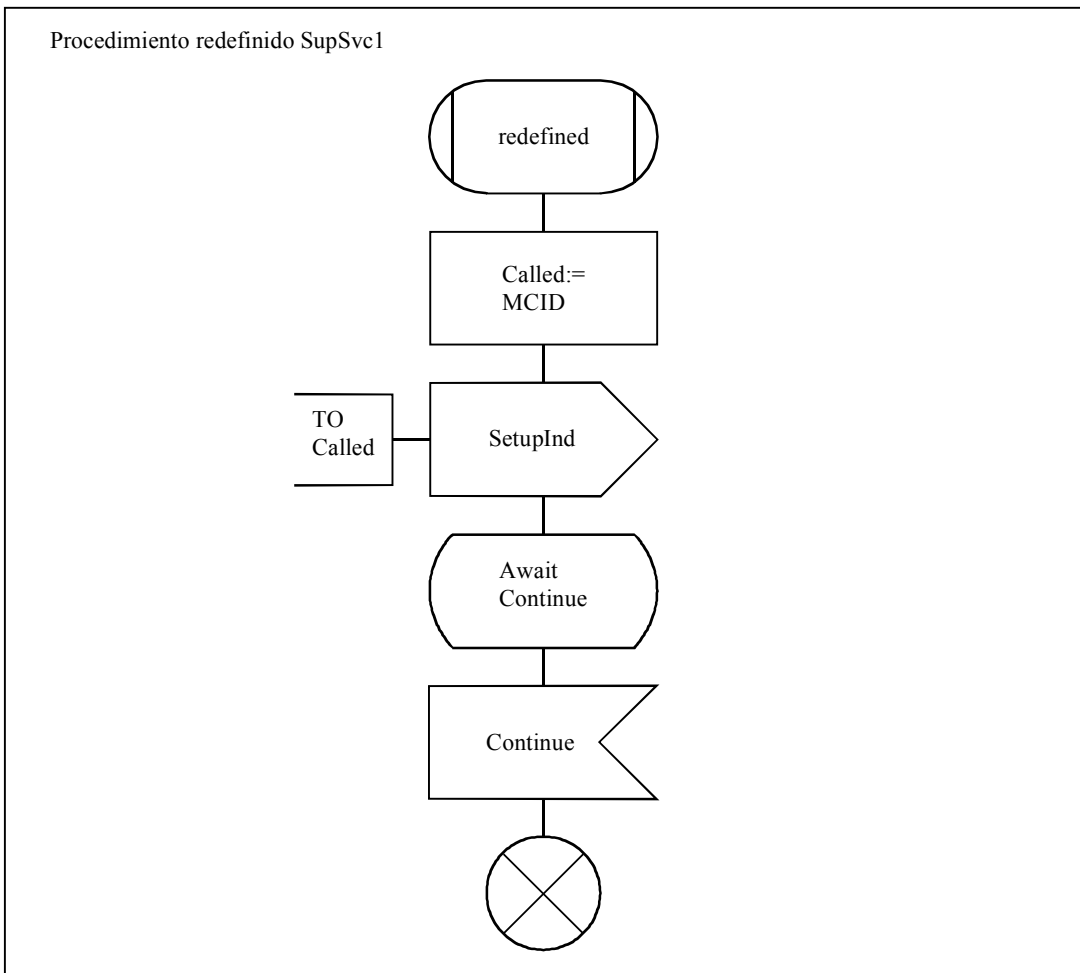 Procedimiento redefinido SupSvc1
redefined
Called:=
MCID
TO
Called
SetupInd
Await
Continue
Continue